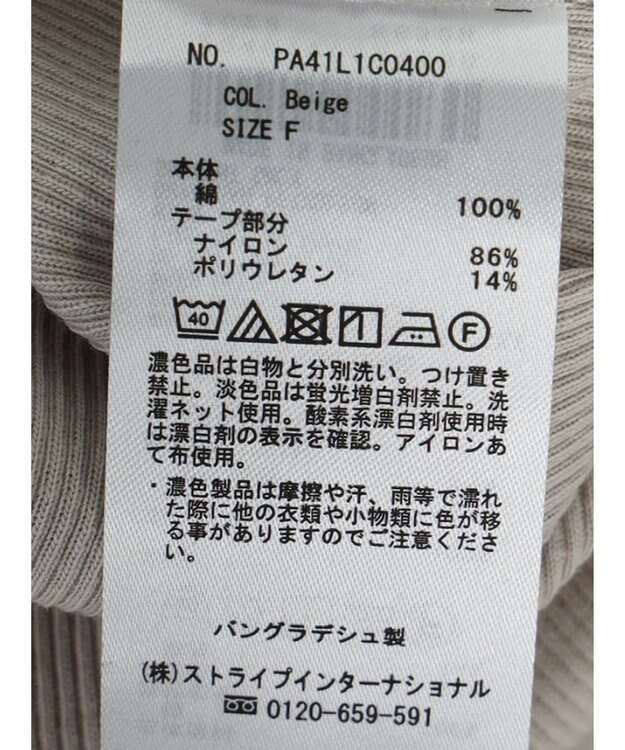 NO. PA41L1C0400
COL. Beige
SIZE F
本体
綿 100%
テープ部分
ナイロン 86%
ポリウレタン 14%
40 F
濃色品は白物と分別洗い。つけ置き
禁止。淡色品は蛍光増白剤禁止。洗
濯ネット使用。酸素系漂白剤使用時
は漂白剤の表示を確認。アイロンあ
て布使用。
・濃色製品は摩擦や汗、雨等で濡れ
た際に他の衣類や小物類に色が移
る事がありますのでご注意くださ
い。
バングラデシュ製
(株)ストライプインターナショナル
0120-659-591